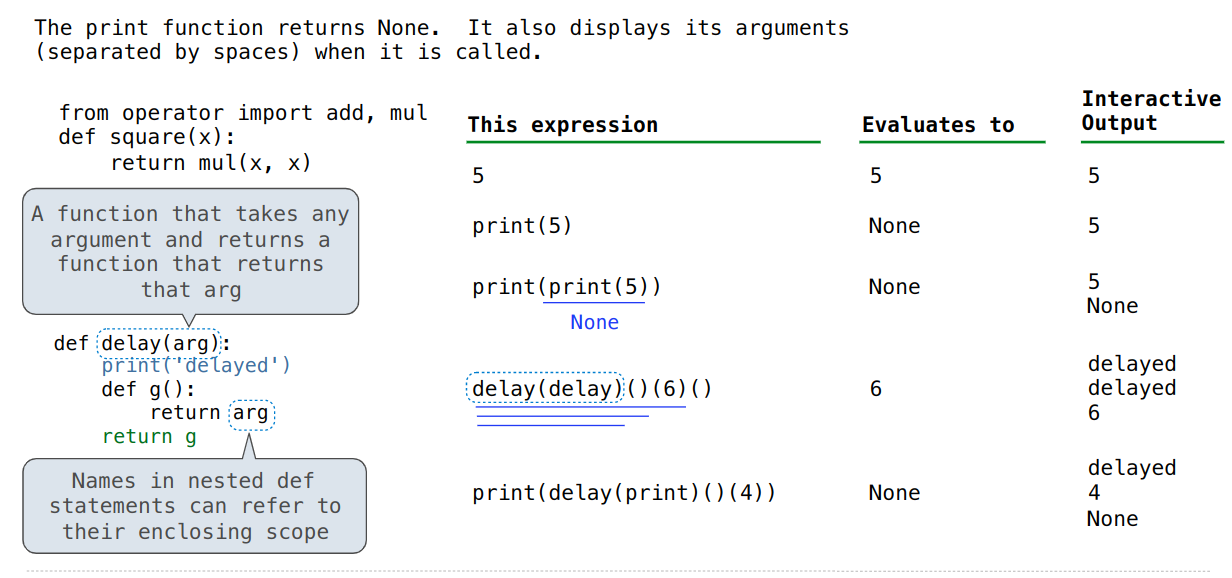 The print function returns None.  It also displays its arguments
(separated by spaces) when it is called.
from operator import add, mul
def square(x):
    return mul(x, x)
A function that takes any
argument and returns a
function that returns
that arg
def delay(arg):
    print('delayed')
    def g():
        return arg
    return g
Names in nested def
statements can refer to
their enclosing scope
This expression
Evaluates to
Interactive
Output
5
5
5
print(5)
None
5
print(print(5))
None
None
5
None
delay(delay)()(6)()
6
delayed
delayed
6
print(delay(print)()(4))
None
delayed
4
None